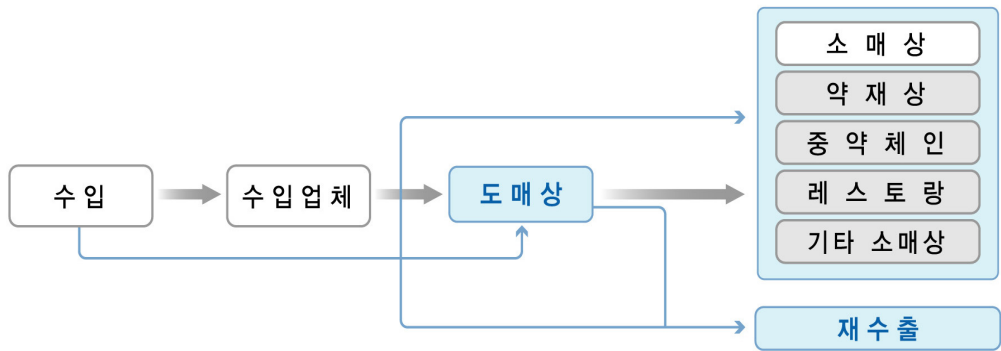 수입
수입업체
도매상
소매상
약재상
중약체인
레스토랑
기타 소매상
재수출